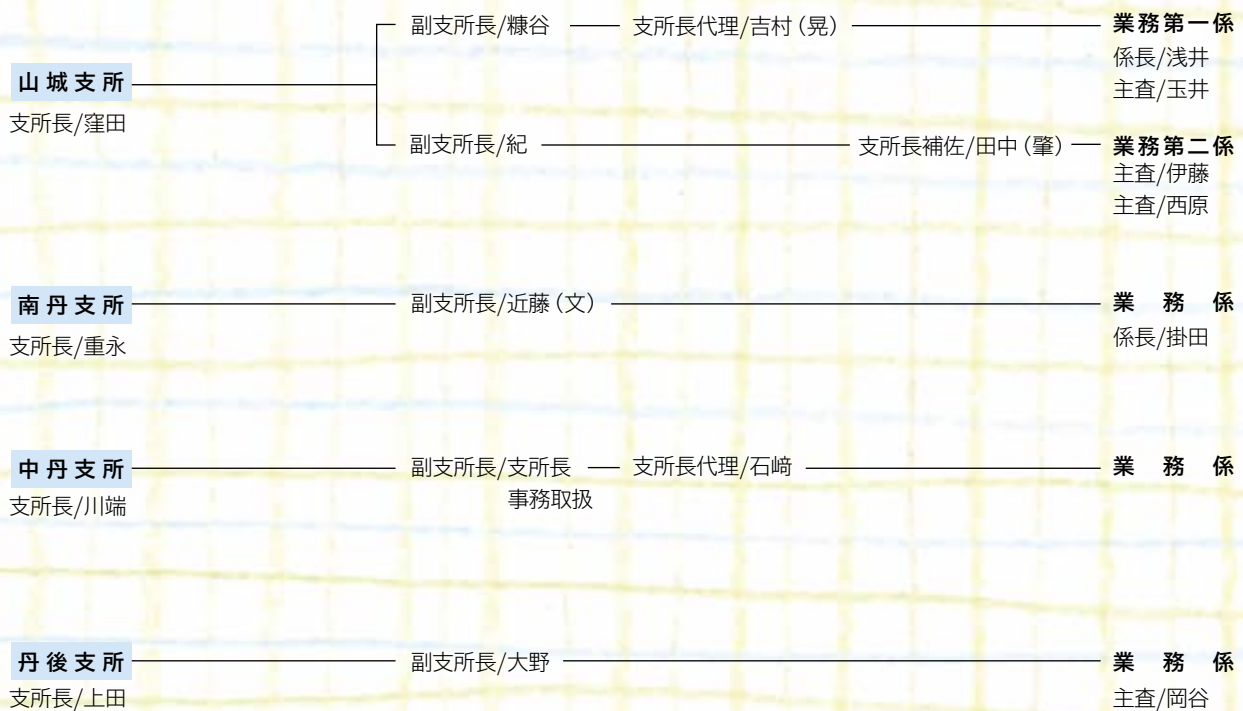 副支所長/糠谷 支所長代理/吉村（晃） 業務第一係
係長/浅井
山城支所
主査/玉井
支所長/窪田
副支所長/紀 支所長補佐/田中（肇） 業務第二係
主査/伊藤
主査/西原
南丹支所 副支所長/近藤（文） 業務係
支所長/重永 係長/掛田
中丹支所 副支所長/支所長 支所長代理/石﨑 業務係
支所長/川端 事務取扱
丹後支所 副支所長/大野 業務係
支所長/上田 主査/岡谷